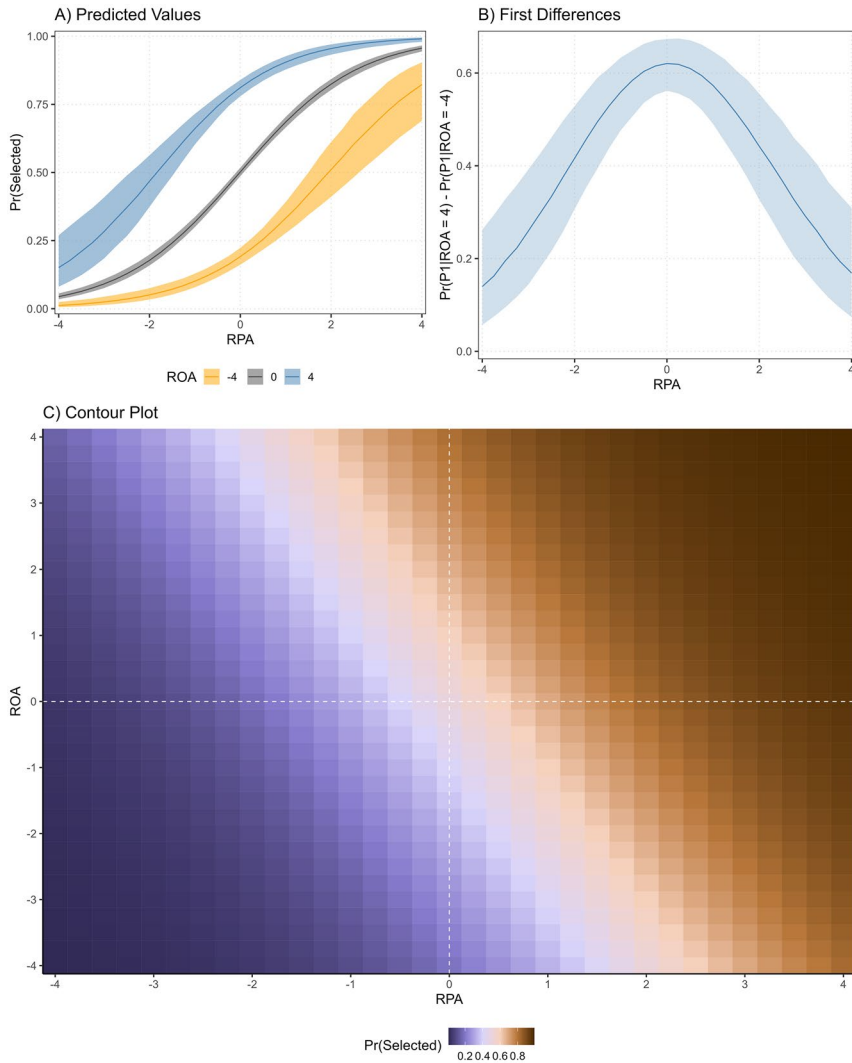 A) Predicted Values
1.00
0.75
0.50
0.25
0.00
Pr(Selected)
-4 -2 0 2 4
RPA
ROA -4 0 4
B) First Differences
0.6
0.4
0.2
0.0
Pr(P1|ROA = 4) - Pr(P1|ROA = -4)
-4 -2 0 2 4
RPA
C) Contour Plot
4
3
2
1
0
-1
-2
-3
-4
ROA
-4 -3 -2 -1 0 1 2 3 4
RPA
Pr(Selected)
0.2 0.4 0.6 0.8